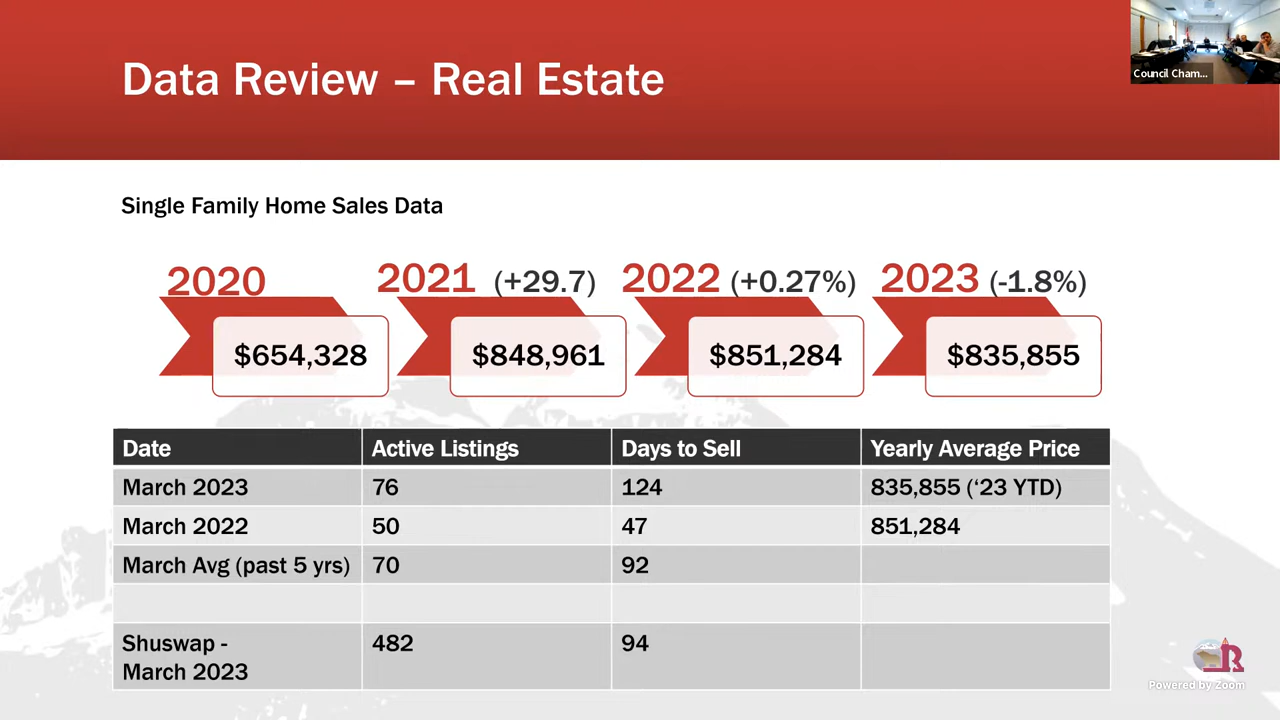 Data Review – Real Estate
Council Cham...
Single Family Home Sales Data
2020
2021 (+29.7)
2022 (+0.27%)
2023 (-1.8%)
$654,328
$848,961
$851,284
$835,855
Date Active Listings Days to Sell Yearly Average Price
March 2023 76 124 835,855 (‘23 YTD)
March 2022 50 47 851,284
March Avg (past 5 yrs) 70 92
Shuswap - 482 94
March 2023
R
Powered by Zoom